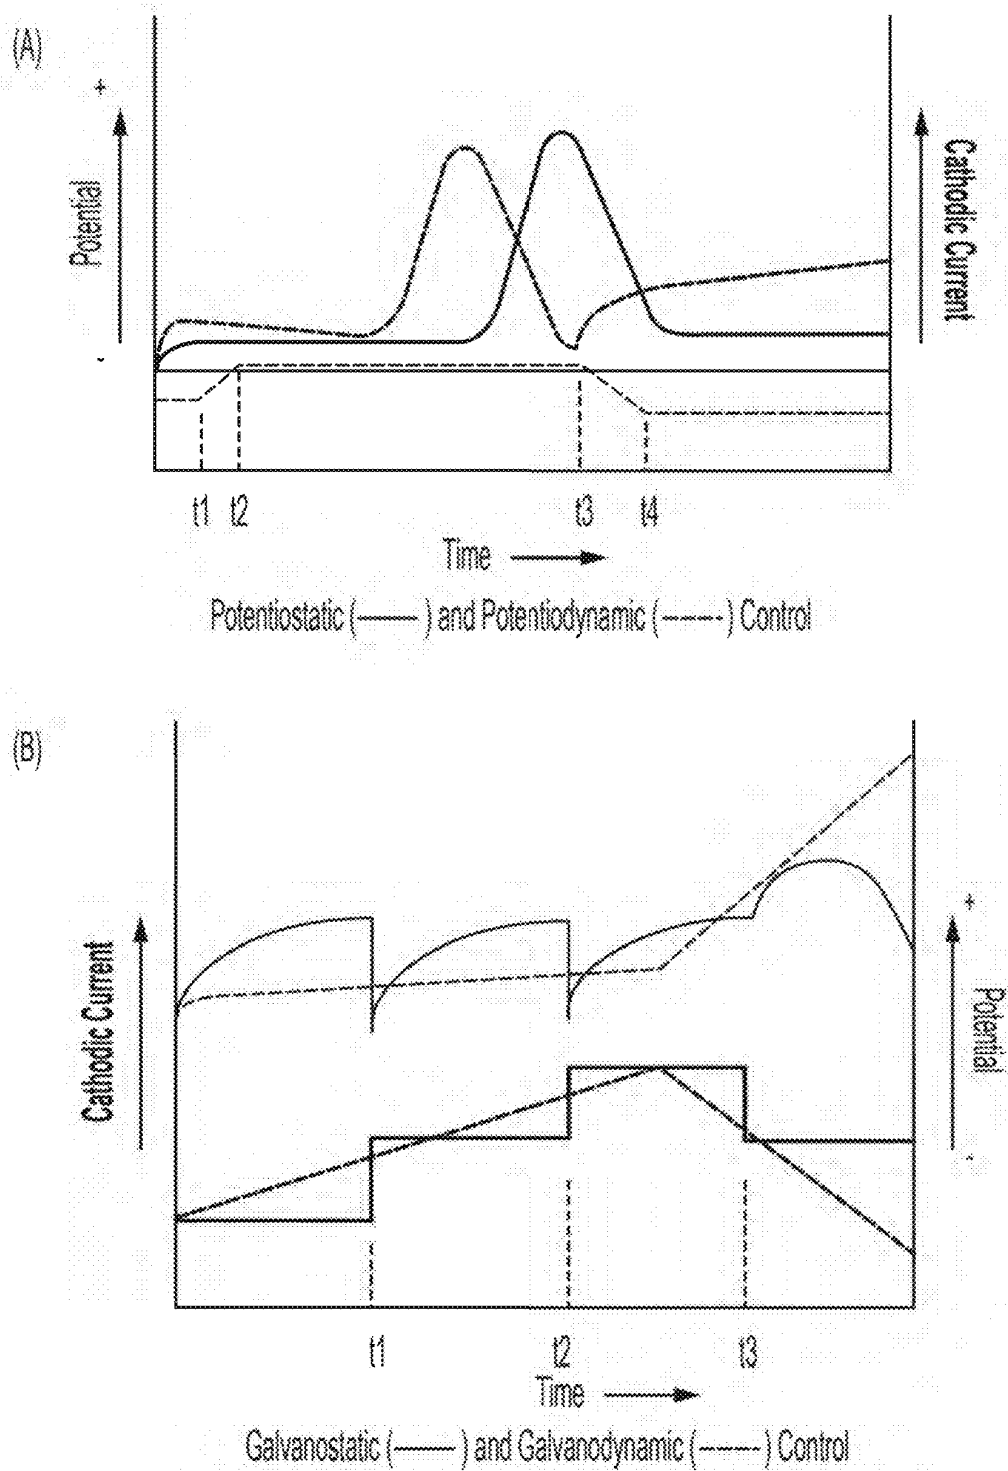 (A)
+
Potential
-
Cathodic Current
t1 t2 t3 t4
Time
Potentiostatic (——) and Potentiodynamic (-----) Control
(B)
Cathodic Current
+
Potential
-
t1 t2 t3
Time
Galvanostatic (——) and Galvanodynamic (-----) Control